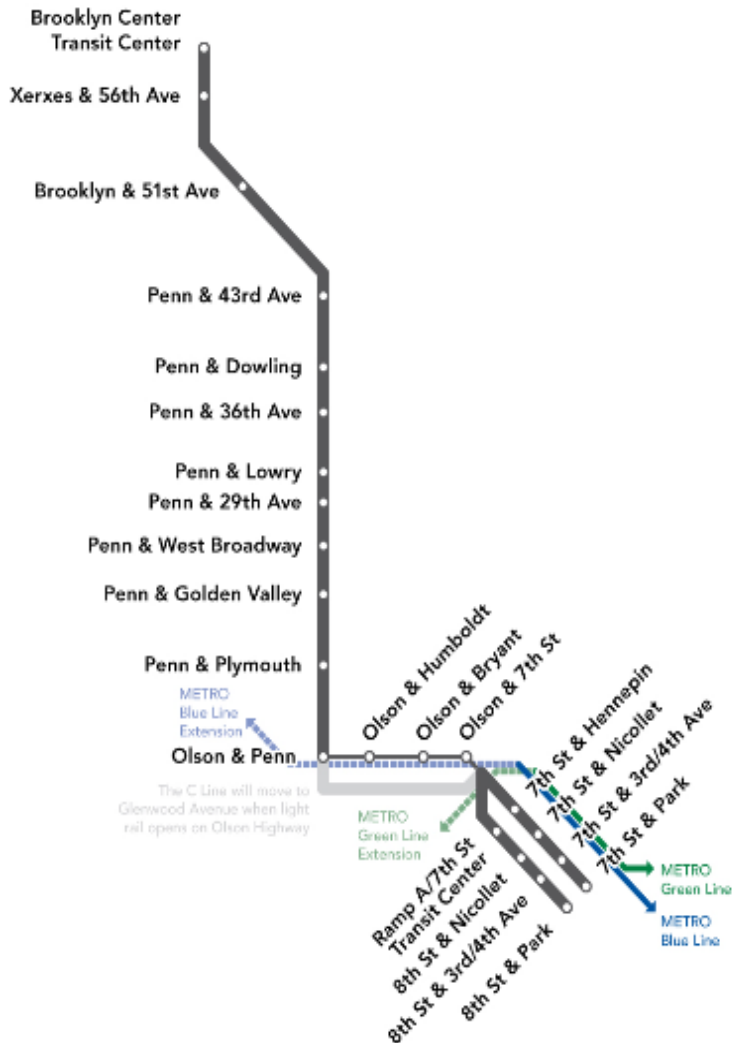 Brooklyn Center
Transit Center
Xerxes & 56th Ave
Brooklyn & 51st Ave
Penn & 43rd Ave
Penn & Dowling
Penn & 36th Ave
Penn & Lowry
Penn & 29th Ave
Penn & West Broadway
Penn & Golden Valley
Penn & Plymouth
METRO
Blue Line
Extension
Olson & Penn
Olson & Humboldt
Olson & Bryant
Olson & 7th St
7th St & Hennepin
7th St & Nicollet
7th St & 3rd/4th Ave
7th St & Park
The C Line will move to
Glenwood Avenue when light
rail opens on Olson Highway
METRO
Green Line
Extension
Ramp A/7th St
Transit Center
8th St & Nicollet
8th St & 3rd/4th Ave
8th St & Park
METRO
Green Line
METRO
Blue Line